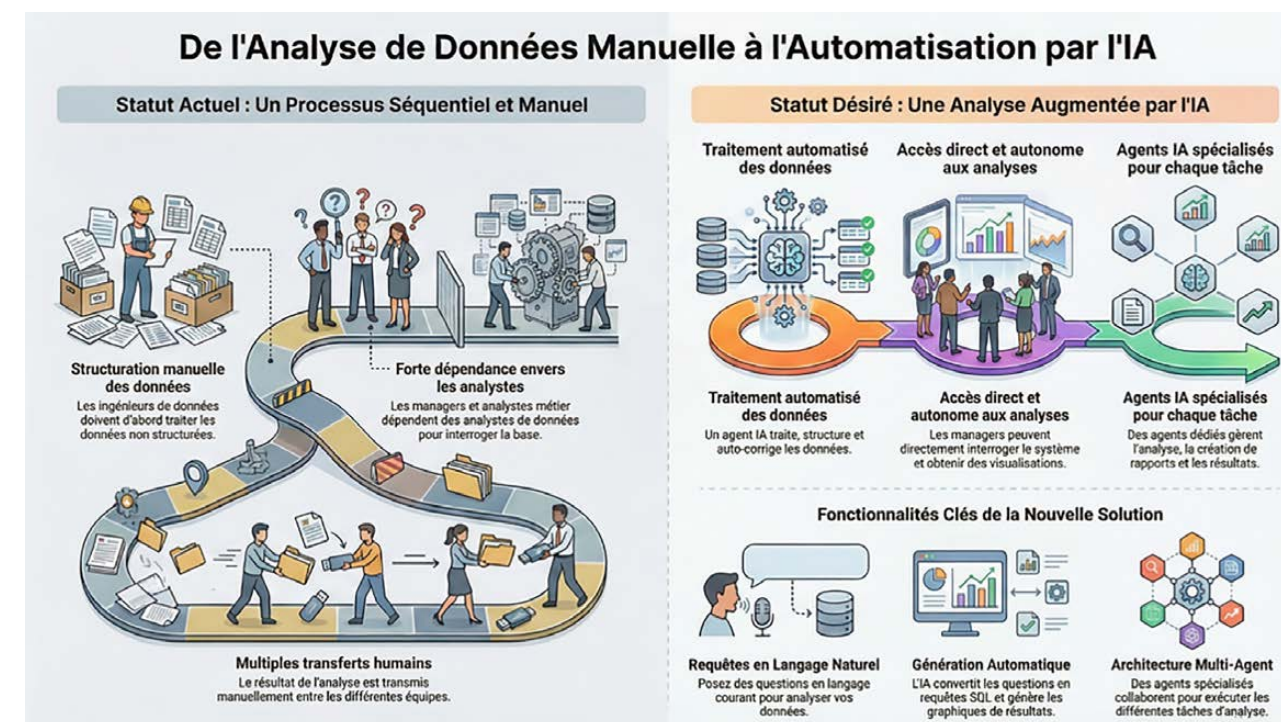 De l'Analyse de Données Manuelle à l'Automatisation par l'IA
Statut Actuel : Un Processus Séquentiel et Manuel
Structuration manuelle
des données
Les ingénieurs de données
doivent d'abord traiter les
données non structurées.
Forte dépendance envers
les analystes
Les managers et analystes métier
dépendent des analystes de données
pour interroger la base.
Multiples transferts humains
Le résultat de l'analyse est transmis
manuellement entre les différentes équipes.
Statut Désiré : Une Analyse Augmentée par l'IA
Traitement automatisé
des données
Accès direct et autonome
aux analyses
Agents IA spécialisés
pour chaque tâche
Traitement automatisé
des données
Un agent IA traite, structure et
auto-corrige les données.
Accès direct et
autonome aux analyses
Les managers peuvent
directement interroger le système
et obtenir des visualisations.
Agents IA spécialisés
pour chaque tâche
Des agents dédiés gèrent
l'analyse, la création de
rapports et les résultats.
Fonctionnalités Clés de la Nouvelle Solution
Requêtes en Langage Naturel
Posez des questions en langage
courant pour analyser vos
données.
Génération Automatique
L'IA convertit les questions en
requêtes SQL et génère les
graphiques de résultats.
Architecture Multi-Agent
Des agents spécialisés
collaborent pour exécuter les
différentes tâches d'analyse.